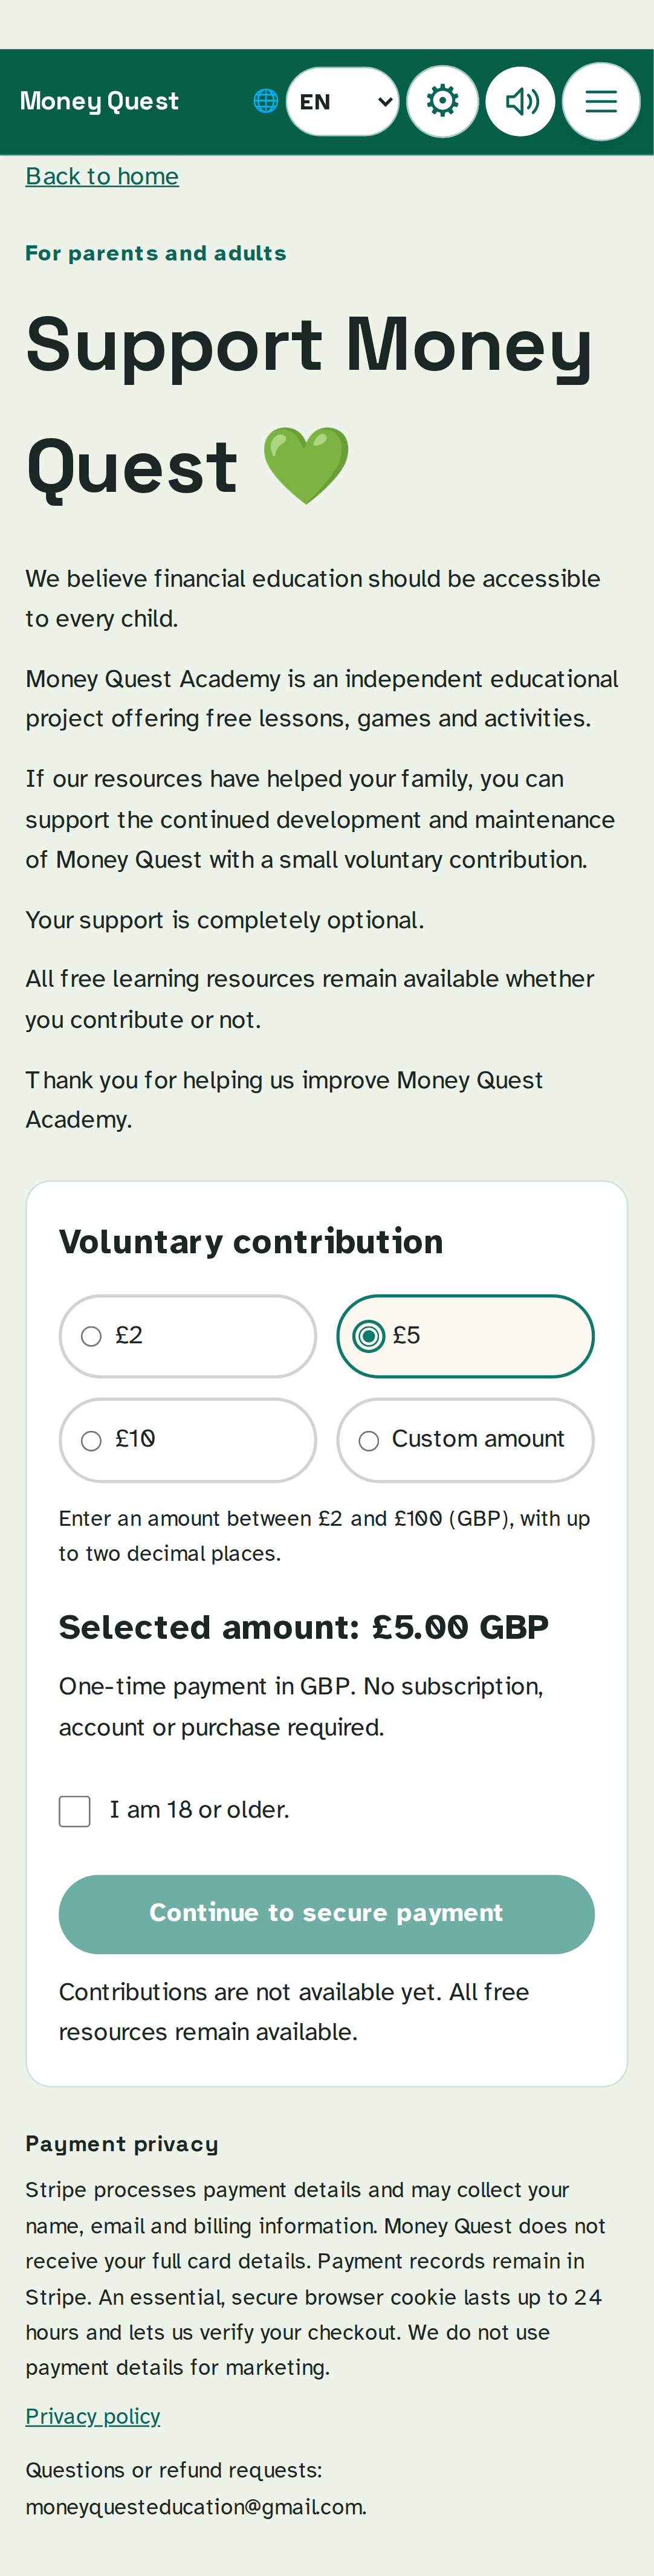 Money Quest
EN
Back to home
For parents and adults
Support Money
Quest 💚
We believe financial education should be accessible
to every child.
Money Quest Academy is an independent educational
project offering free lessons, games and activities.
If our resources have helped your family, you can
support the continued development and maintenance
of Money Quest with a small voluntary contribution.
Your support is completely optional.
All free learning resources remain available whether
you contribute or not.
Thank you for helping us improve Money Quest
Academy.
Voluntary contribution
£2
£5
£10
Custom amount
Enter an amount between £2 and £100 (GBP), with up
to two decimal places.
Selected amount: £5.00 GBP
One-time payment in GBP. No subscription,
account or purchase required.
I am 18 or older.
Continue to secure payment
Contributions are not available yet. All free
resources remain available.
Payment privacy
Stripe processes payment details and may collect your
name, email and billing information. Money Quest does not
receive your full card details. Payment records remain in
Stripe. An essential, secure browser cookie lasts up to 24
hours and lets us verify your checkout. We do not use
payment details for marketing.
Privacy policy
Questions or refund requests:
moneyquesteducation@gmail.com.